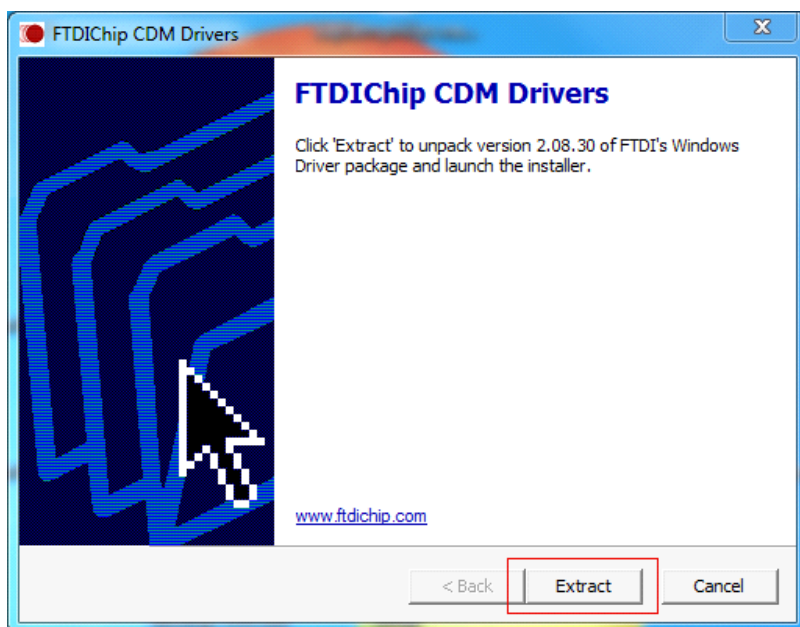 FTDIChip CDM Drivers
FTDIChip CDM Drivers
Click 'Extract' to unpack version 2.08.30 of FTDI's Windows
Driver package and launch the installer.
www.ftdichip.com
< Back
Extract
Cancel